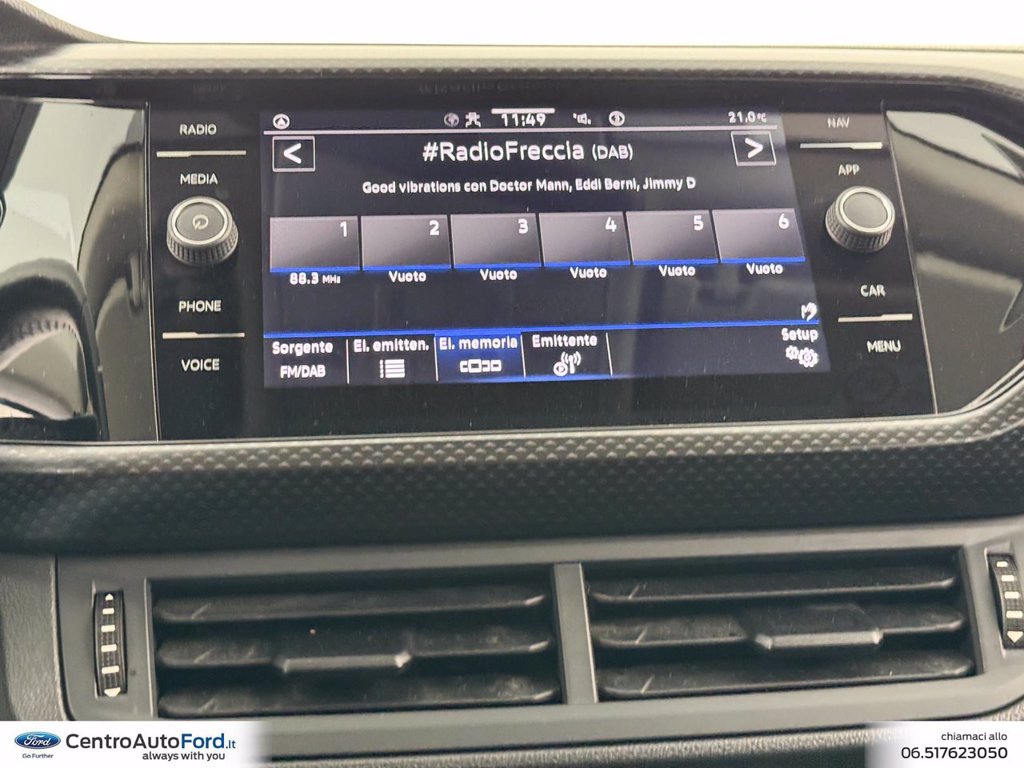 RADIO
MEDIA
PHONE
VOICE
11:49
21.0°C
< #RadioFreccia (DAB) >
Good vibrations con Doctor Mann, Eddi Berni, Jimmy D
1 2 3 4 5 6
88.3 MHz Vuoto Vuoto Vuoto Vuoto Vuoto
Sorgente El. emitten. El. memoria Emittente Setup
FM/DAB
NAV
APP
CAR
MENU
Ford CentroAutoFord.it
Go Further always with you
chiamaci allo
06.517623050